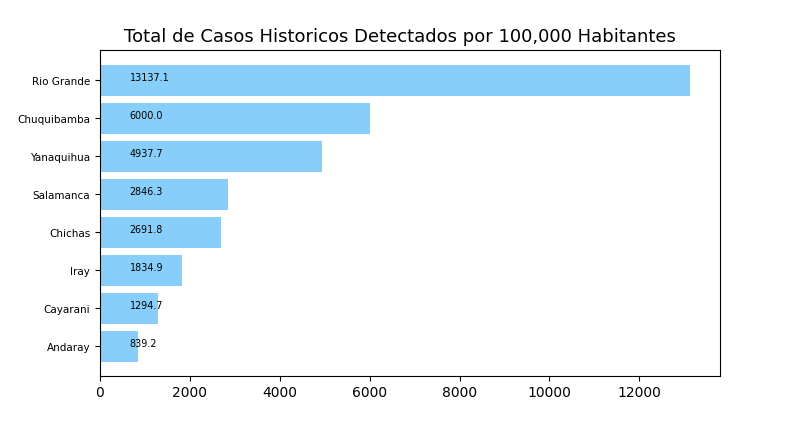 Total de Casos Historicos Detectados por 100,000 Habitantes
Rio Grande 13137.1
Chuquibamba 6000.0
Yanaquihua 4937.7
Salamanca 2846.3
Chichas 2691.8
Iray 1834.9
Cayarani 1294.7
Andaray 839.2
0 2000 4000 6000 8000 10000 12000